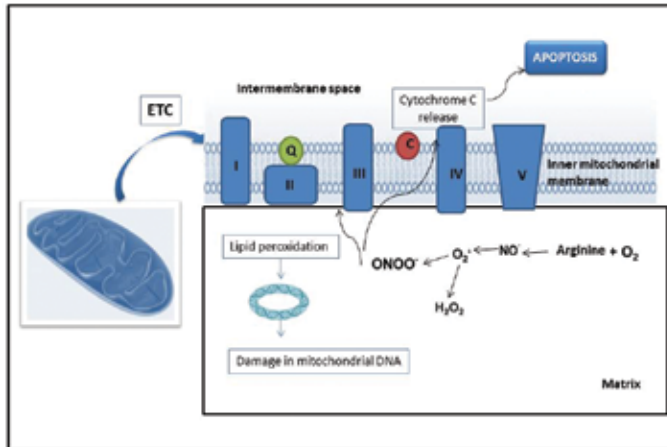 APOPTOSIS
Intermembrane space
Cytochrome C
release
ETC
Q
C
I
II
III
IV
V
Inner mitochondrial
membrane
Lipid peroxidation
ONOO⁻
O₂
NO
Arginine + O₂
H₂O₂
Damage in mitochondrial DNA
Matrix